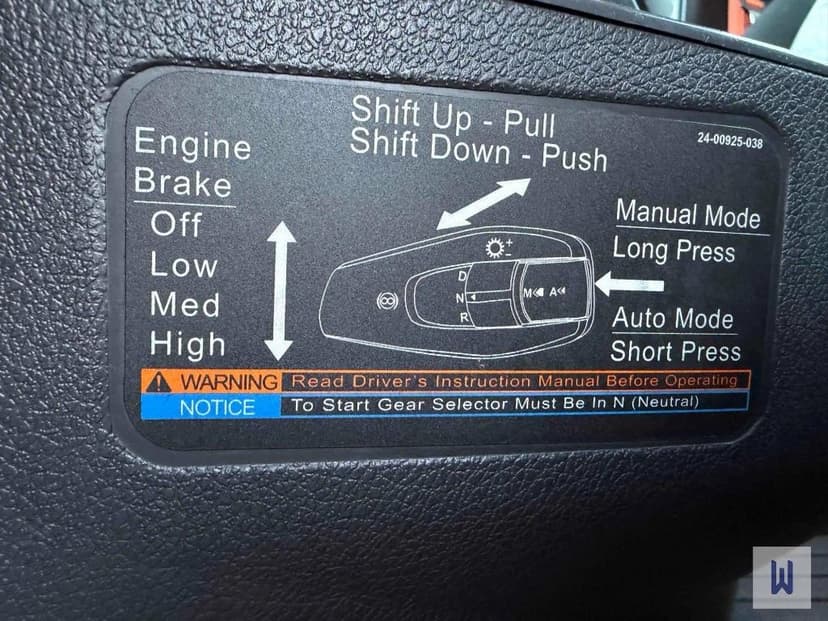 Shift Up - Pull
Shift Down - Push
24-00925-038
Engine
Brake
Off
Low
Med
High
+
-
D
N
R
M
A
Manual Mode
Long Press
Auto Mode
Short Press
WARNING Read Driver's Instruction Manual Before Operating
NOTICE To Start Gear Selector Must Be In N (Neutral)
W